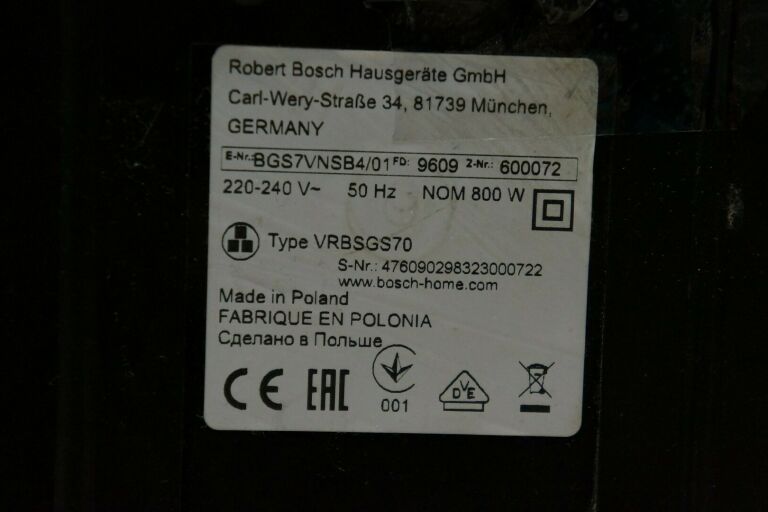 Robert Bosch Hausgeräte GmbH
Carl-Wery-Straße 34, 81739 München,
GERMANY
E-Nr.: BGS7VNSB4/01 FD: 9609 Z-Nr.: 600072
220-240 V~ 50 Hz NOM 800 W
Type VRBSGS70
S-Nr.: 476090298323000722
www.bosch-home.com
Made in Poland
FABRIQUE EN POLONIA
Сделано в Польше
CE EAC 001 DVE